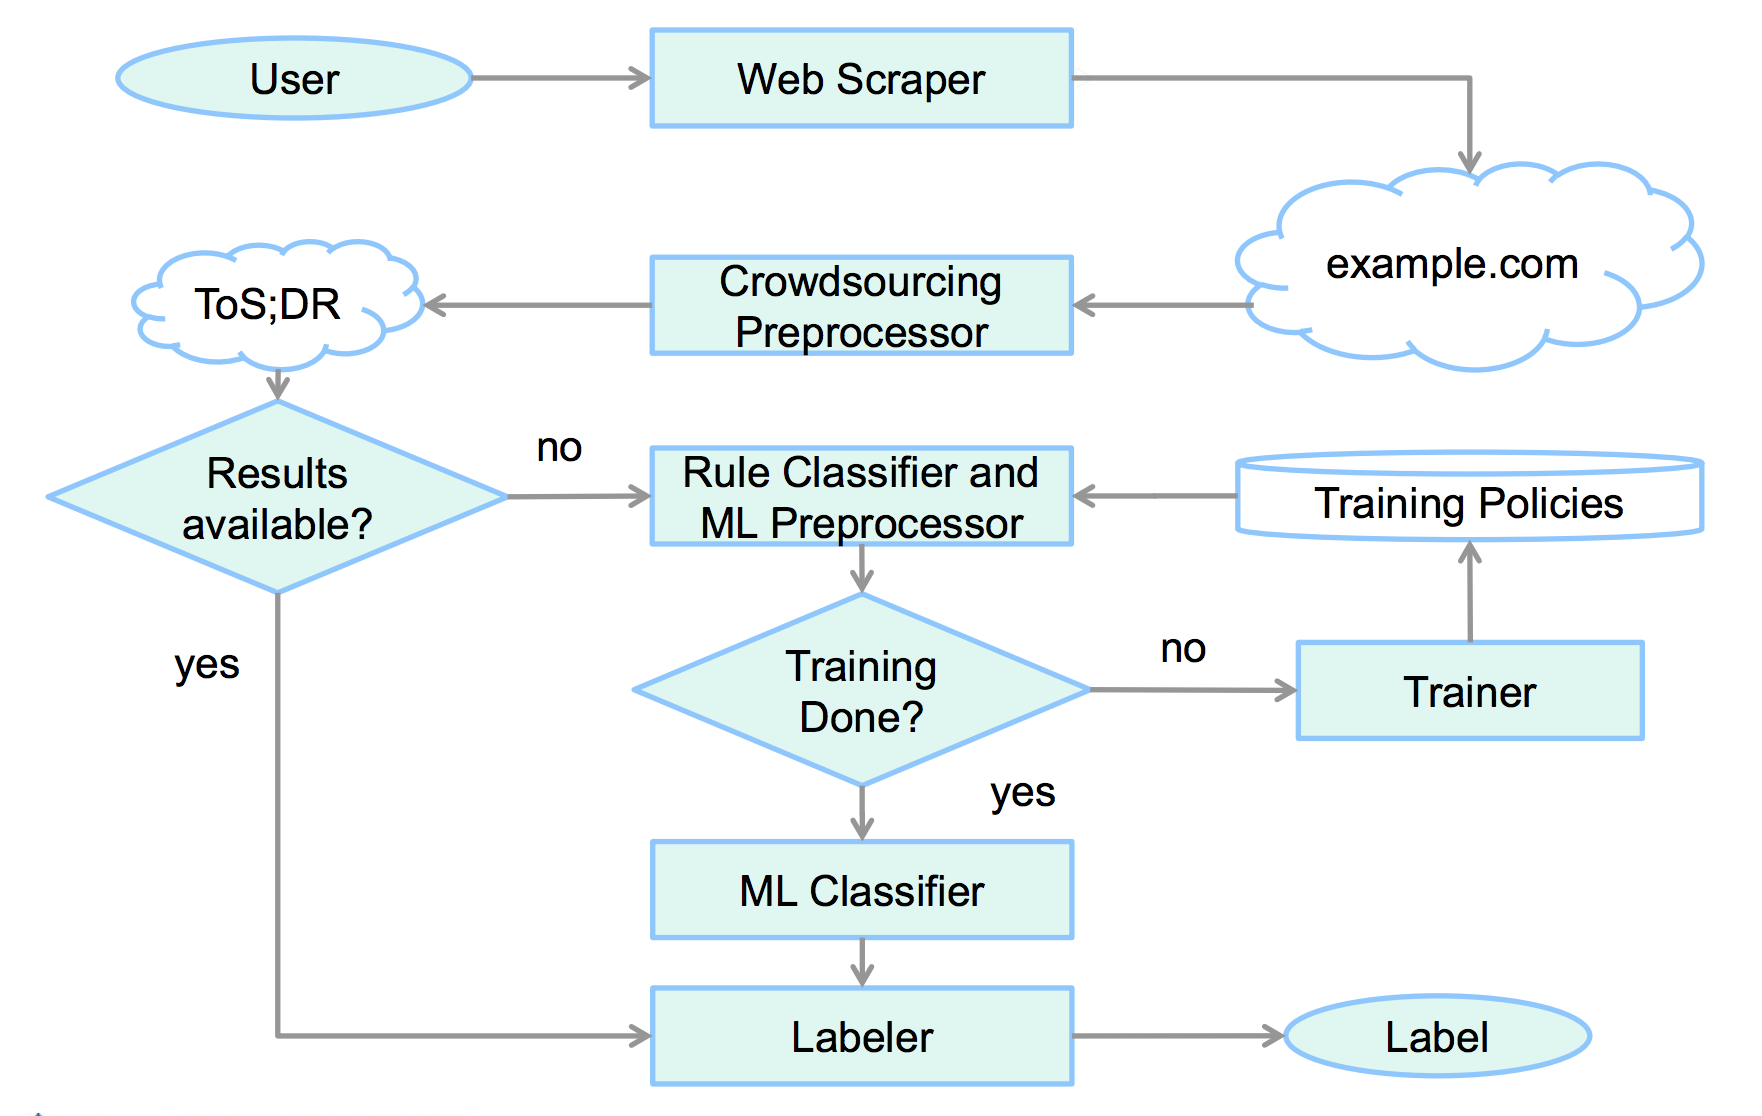 User
Web Scraper
example.com
Crowdsourcing
Preprocessor
ToS;DR
Results
available?
no
Rule Classifier and
ML Preprocessor
Training Policies
yes
Training
Done?
no
Trainer
yes
ML Classifier
Labeler
Label